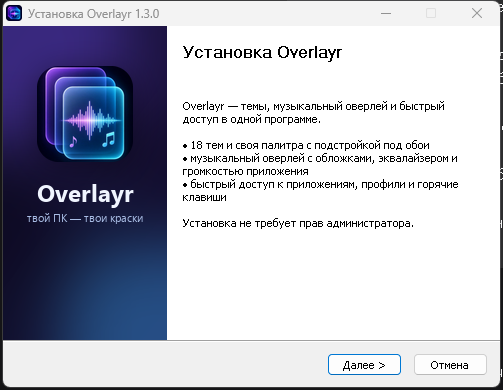 Установка Overlayr 1.3.0
Установка Overlayr
Overlayr — темы, музыкальный оверлей и быстрый
доступ в одной программе.
• 18 тем и своя палитра с подстройкой под обои
• музыкальный оверлей с обложками, эквалайзером и
громкостью приложения
• быстрый доступ к приложениям, профили и горячие
клавиши
Установка не требует прав администратора.
Overlayr
твой ПК — твои краски
Далее >
Отмена